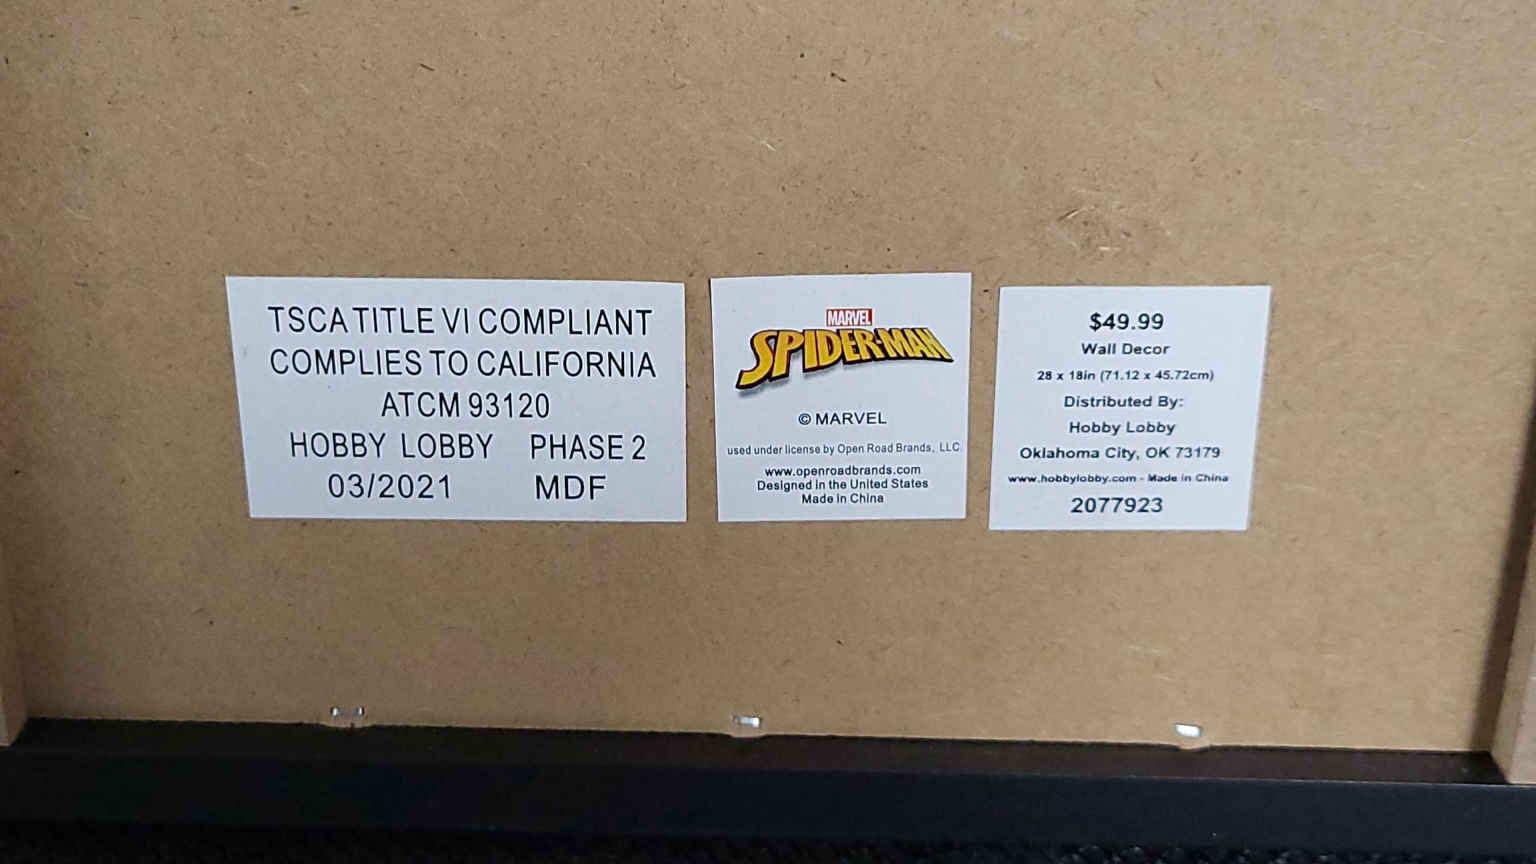 TSCA TITLE VI COMPLIANT
COMPLIES TO CALIFORNIA
ATCM 93120
HOBBY LOBBY PHASE 2
03/2021 MDF
MARVEL
SPIDER-MAN
© MARVEL
used under license by Open Road Brands, LLC.
www.openroadbrands.com
Designed in the United States
Made in China
$49.99
Wall Decor
28 x 18in (71.12 x 45.72cm)
Distributed By:
Hobby Lobby
Oklahoma City, OK 73179
www.hobbylobby.com - Made in China
2077923